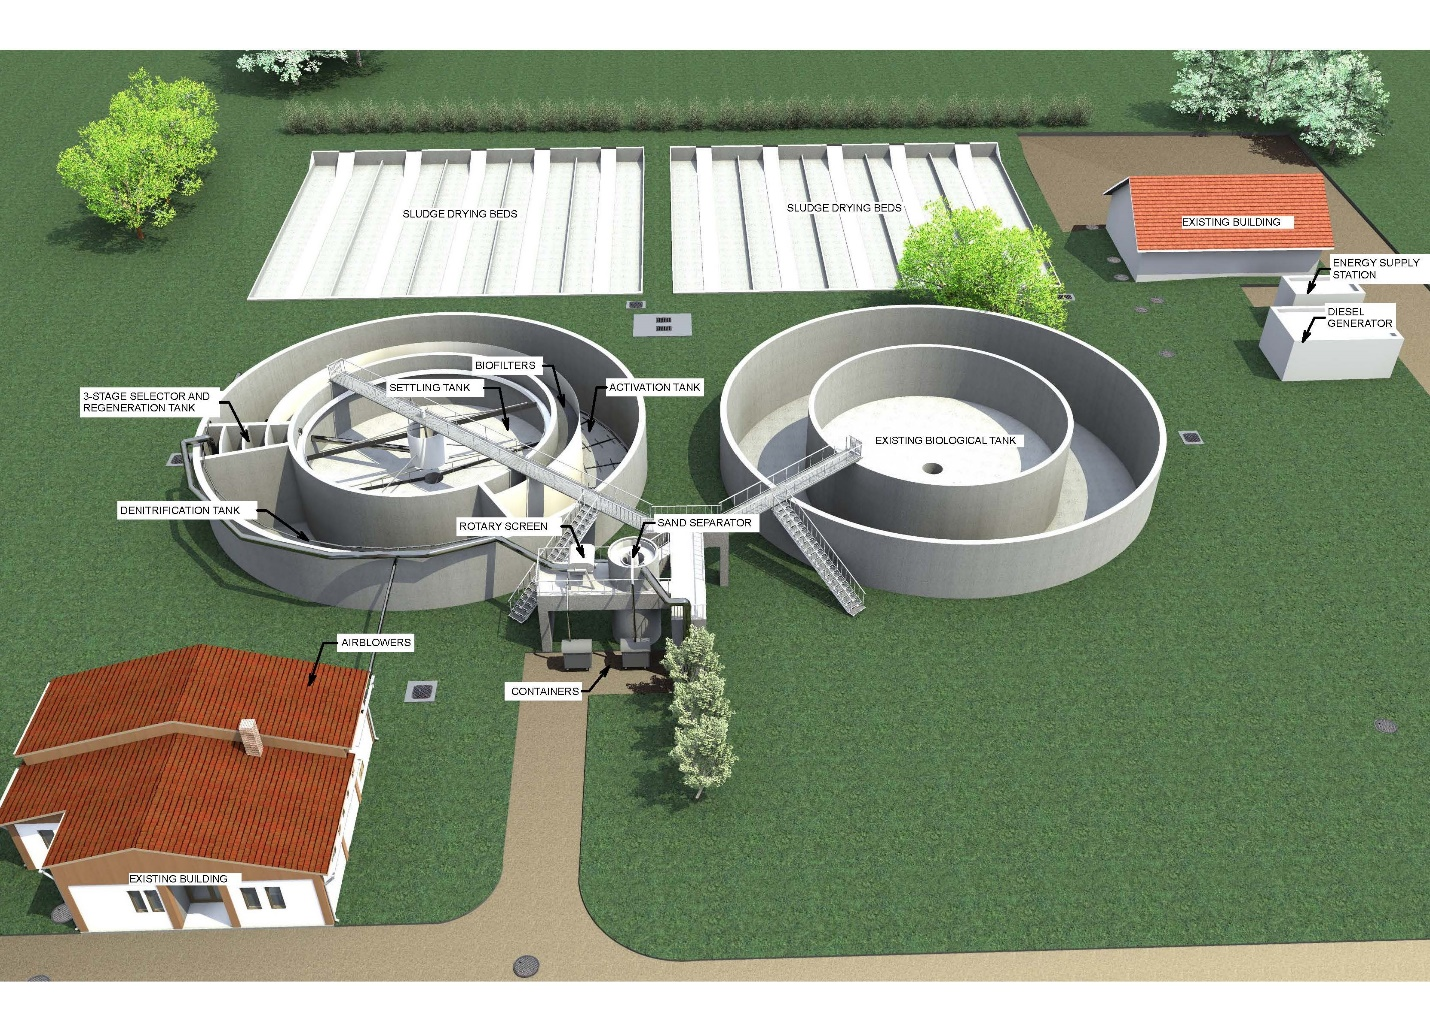 SLUDGE DRYING BEDS
SLUDGE DRYING BEDS
EXISTING BUILDING
ENERGY SUPPLY
STATION
DIESEL
GENERATOR
BIOFILTERS
SETTLING TANK
ACTIVATION TANK
3-STAGE SELECTOR AND
REGENERATION TANK
EXISTING BIOLOGICAL TANK
DENITRIFICATION TANK
ROTARY SCREEN
SAND SEPARATOR
AIRBLOWERS
CONTAINERS
EXISTING BUILDING